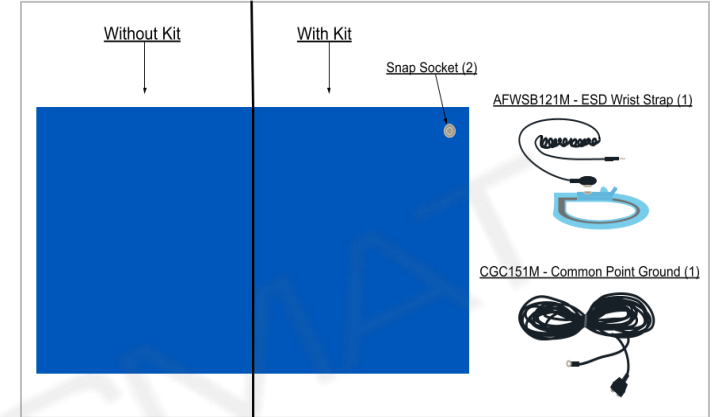 Without Kit
With Kit
Snap Socket (2)
AFWSB121M - ESD Wrist Strap (1)
CGC151M - Common Point Ground (1)